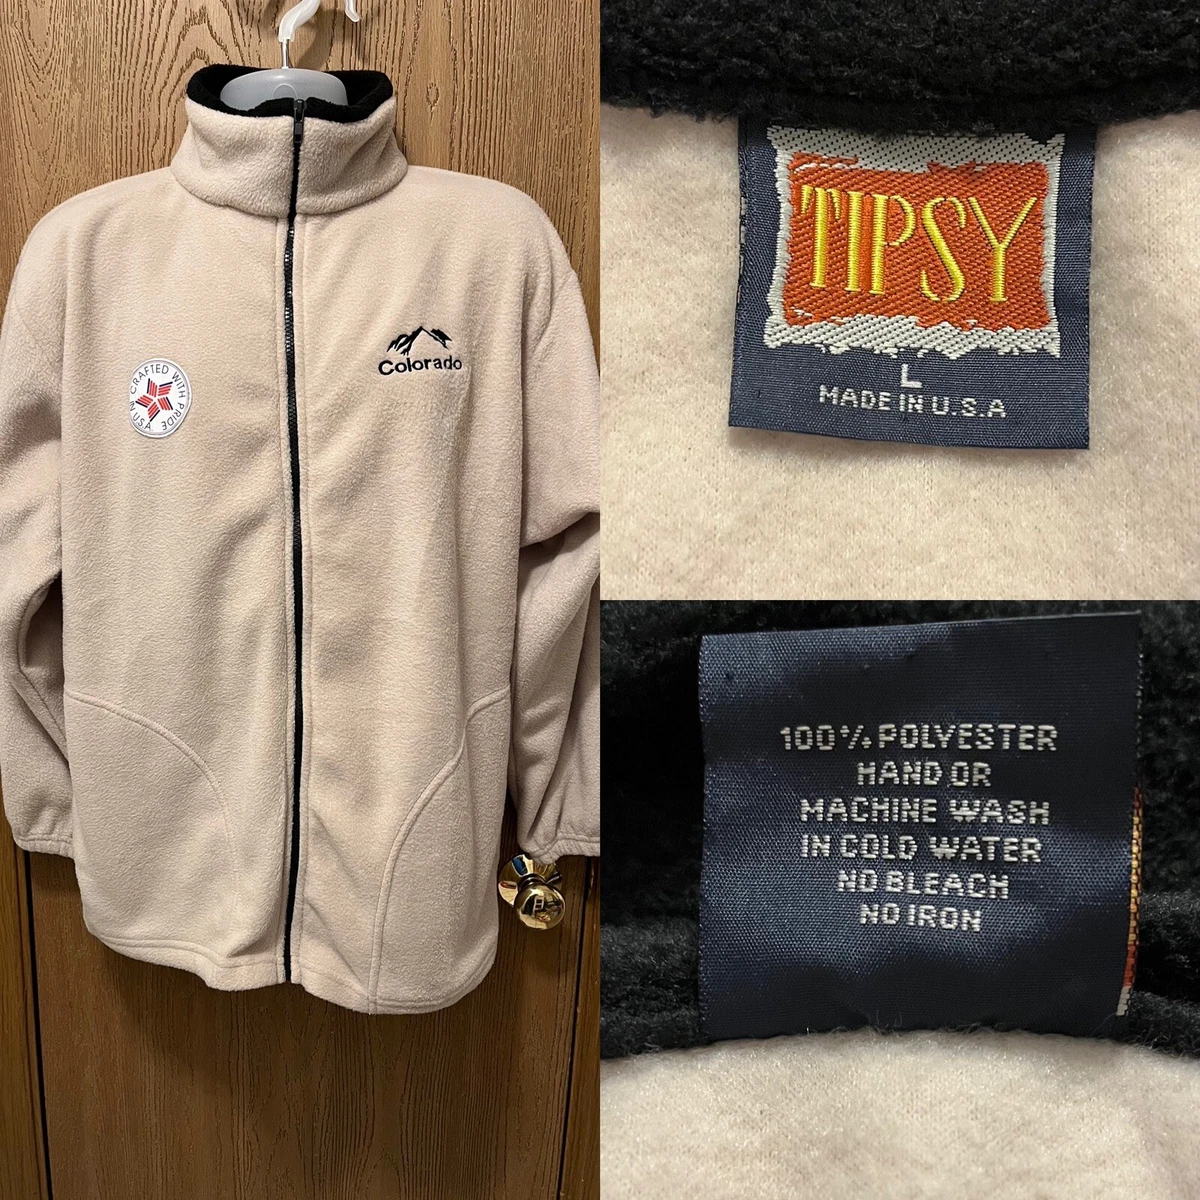 Colorado
CRAFTED WITH PRIDE IN U.S.A
TIPSY
L
MADE IN U.S.A
100% POLYESTER
HAND OR
MACHINE WASH
IN COLD WATER
NO BLEACH
NO IRON